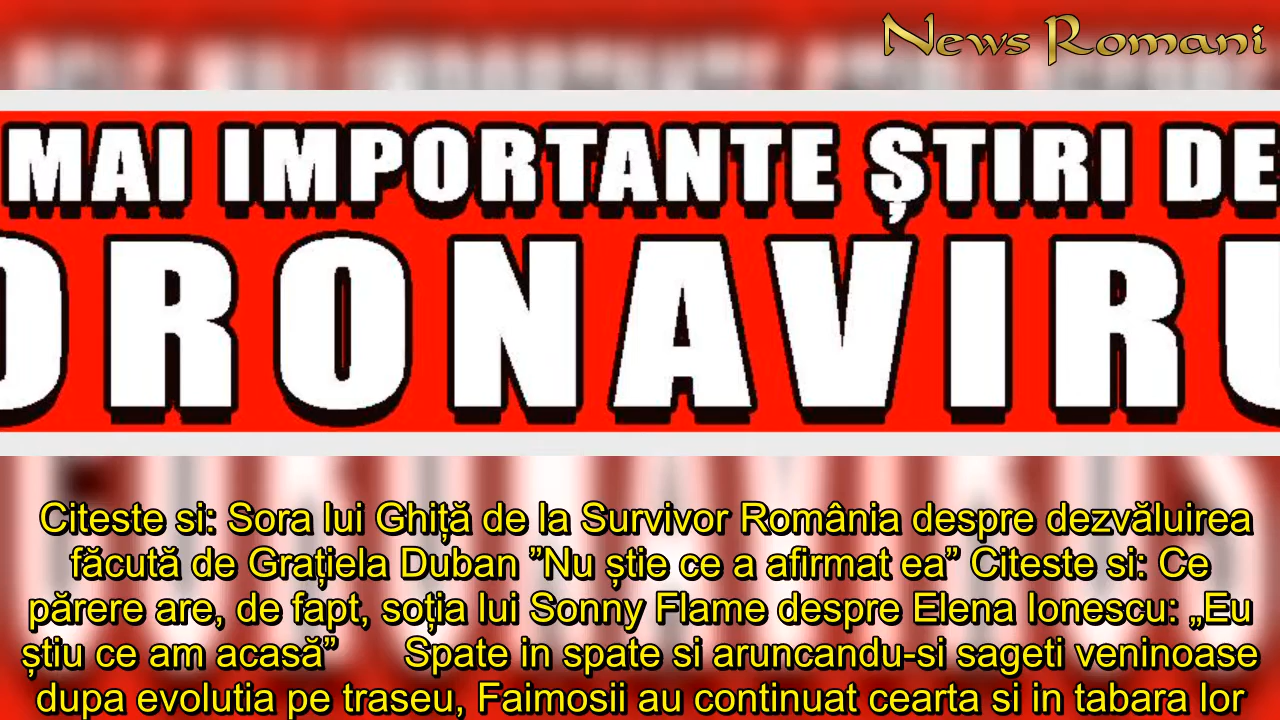 News Romani
MAI IMPORTANTE ȘTIRI DE
ORONAVIRU
Citeste si: Sora lui Ghiță de la Survivor România despre dezvăluirea
făcută de Grațiela Duban ”Nu știe ce a afirmat ea” Citeste si: Ce
părere are, de fapt, soția lui Sonny Flame despre Elena Ionescu: „Eu
știu ce am acasă” Spate in spate si aruncandu-si sageti veninoase
dupa evolutia pe traseu, Faimosii au continuat cearta si in tabara lor